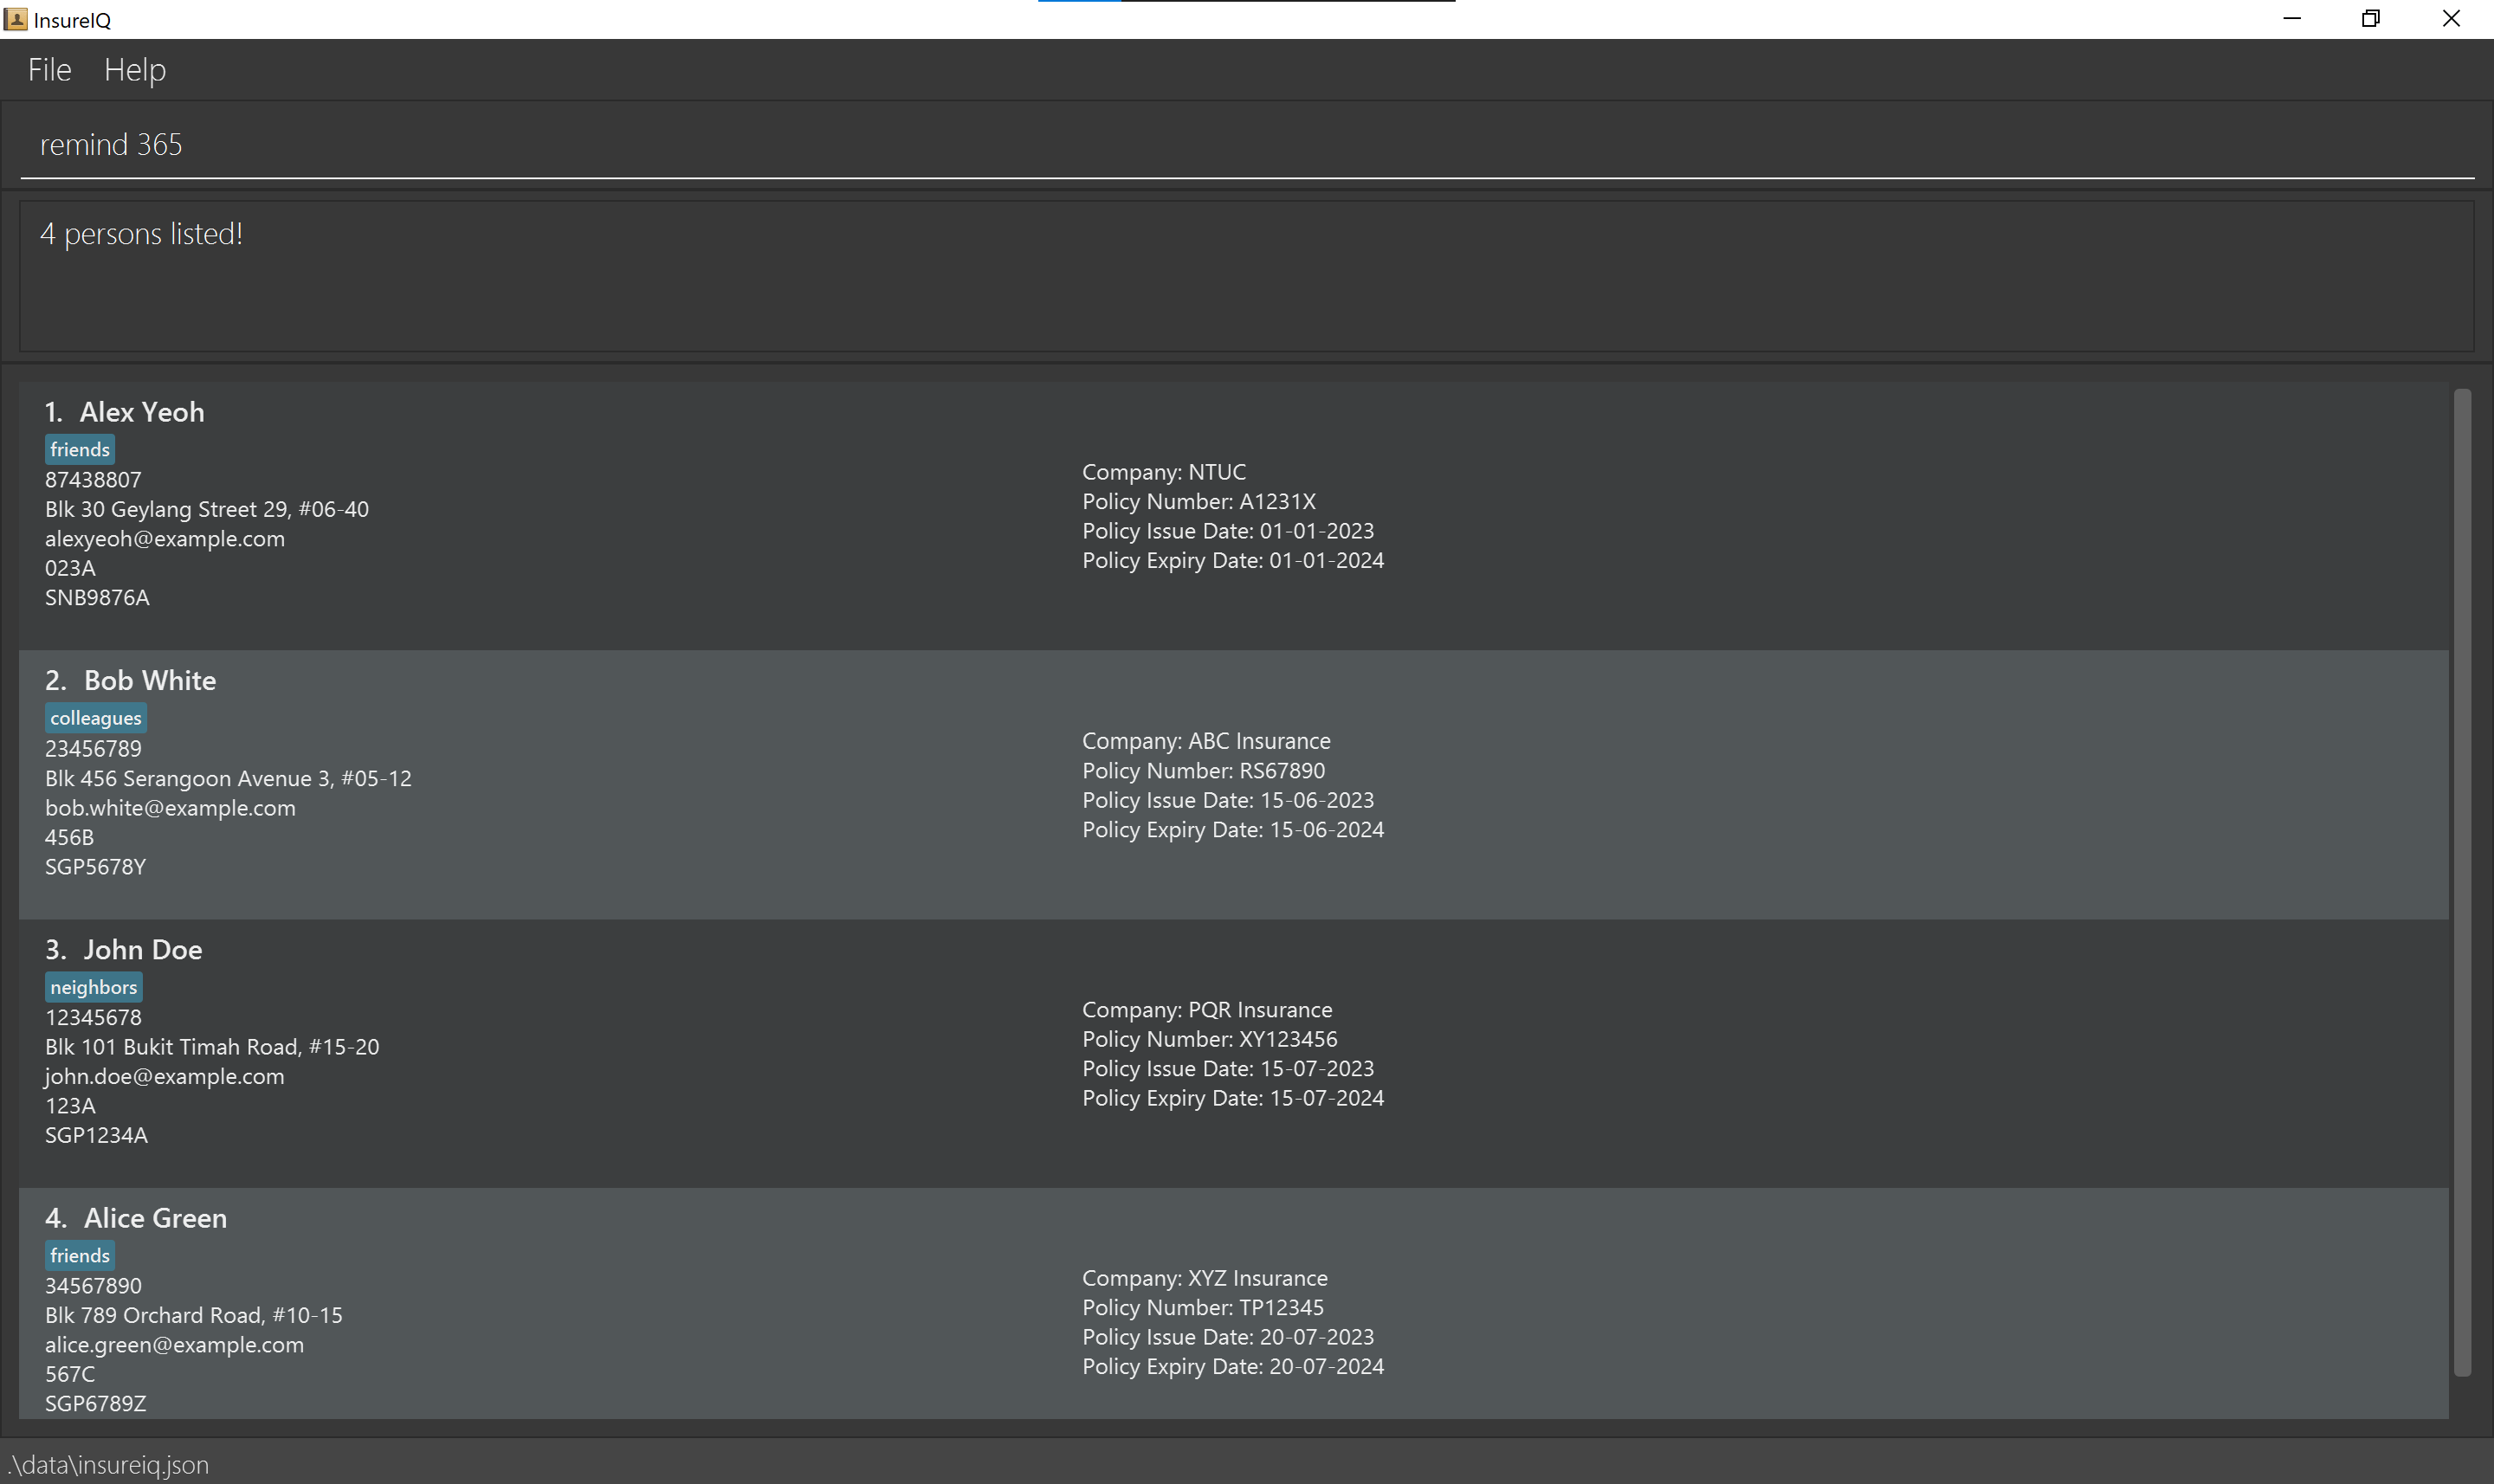 InsureIQ
File Help
remind 365
4 persons listed!
1. Alex Yeoh
friends
87438807
Blk 30 Geylang Street 29, #06-40
alexyeoh@example.com
023A
SNB9876A
Company: NTUC
Policy Number: A1231X
Policy Issue Date: 01-01-2023
Policy Expiry Date: 01-01-2024
2. Bob White
colleagues
23456789
Blk 456 Serangoon Avenue 3, #05-12
bob.white@example.com
456B
SGP5678Y
Company: ABC Insurance
Policy Number: RS67890
Policy Issue Date: 15-06-2023
Policy Expiry Date: 15-06-2024
3. John Doe
neighbors
12345678
Blk 101 Bukit Timah Road, #15-20
john.doe@example.com
123A
SGP1234A
Company: PQR Insurance
Policy Number: XY123456
Policy Issue Date: 15-07-2023
Policy Expiry Date: 15-07-2024
4. Alice Green
friends
34567890
Blk 789 Orchard Road, #10-15
alice.green@example.com
567C
SGP6789Z
Company: XYZ Insurance
Policy Number: TP12345
Policy Issue Date: 20-07-2023
Policy Expiry Date: 20-07-2024
.\data\insureiq.json